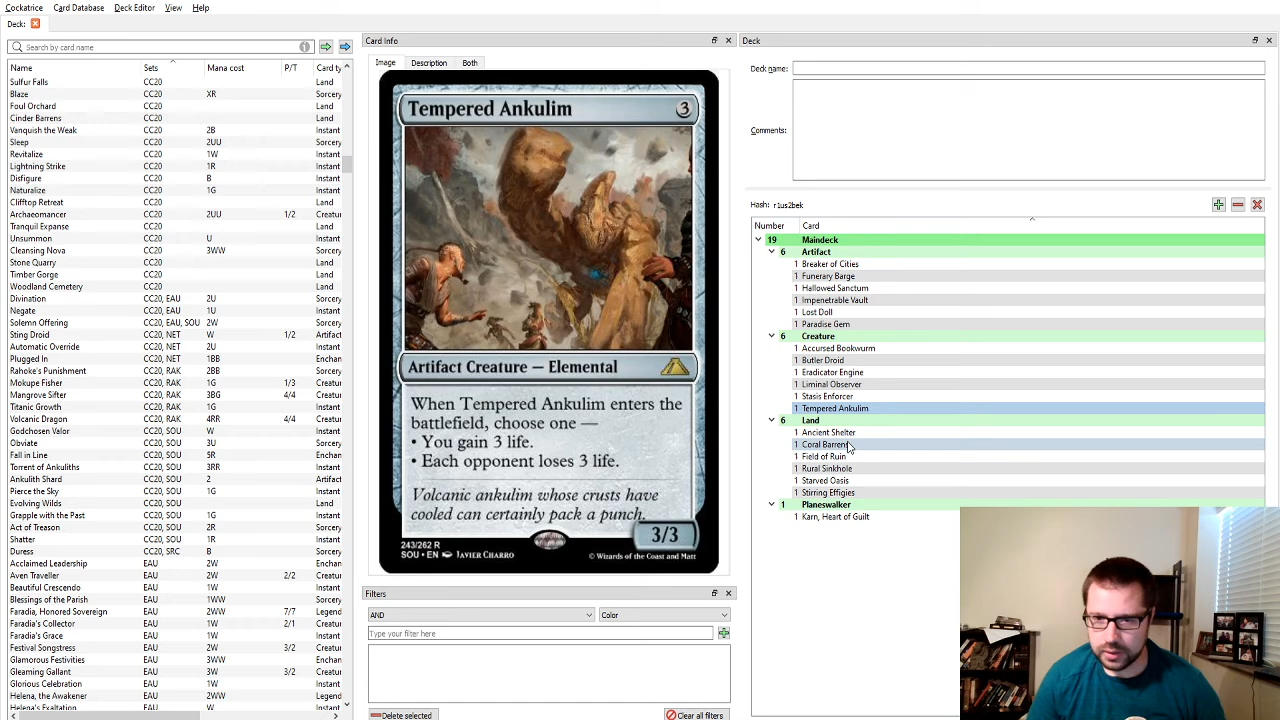 Cockatrice Card Database Deck Editor View Help
Deck:
Search by card name
Name Sets Mana cost P/T Card ty
Sulfur Falls CC20 Land
Blaze CC20 XR Sorcery
Foul Orchard CC20 Land
Cinder Barrens CC20 Land
Vanquish the Weak CC20 2B Instant
Sleep CC20 2UU Sorcery
Revitalize CC20 1W Instant
Lightning Strike CC20 1R Instant
Disfigure CC20 B Instant
Naturalize CC20 1G Instant
Clifftop Retreat CC20 Land
Archaeomancer CC20 2UU 1/2 Creatur
Tranquil Expanse CC20 Land
Unsummon CC20 U Instant
Cleansing Nova CC20 3WW Sorcery
Stone Quarry CC20 Land
Timber Gorge CC20 Land
Woodland Cemetery CC20 Land
Divination CC20, EAU 2U Sorcery
Negate CC20, EAU 1U Instant
Solemn Offering CC20, EAU, SOU 2W Sorcery
Sting Droid CC20, NET W 1/2 Artifact
Automatic Override CC20, NET 2U Instant
Plugged In CC20, NET 1BB Enchan
Rahoke's Punishment CC20, RAK 2BB Sorcery
Mokupe Fisher CC20, RAK 1G 1/3 Creatur
Mangrove Sifter CC20, RAK 3BG 4/4 Creatur
Titanic Growth CC20, RAK 1G Instant
Volcanic Dragon CC20, RAK 4RR 4/4 Creatur
Godchosen Valor CC20, SOU W Instant
Obviate CC20, SOU 3U Instant
Fall in Line CC20, SOU 5R Enchan
Torrent of Ankuliths CC20, SOU 3RR Instant
Ankulith Shard CC20, SOU 2 Artifact
Pierce the Sky CC20, SOU 1G Instant
Evolving Wilds CC20, SOU Land
Grapple with the Past CC20, SOU 1G Instant
Act of Treason CC20, SOU 2R Sorcery
Shatter CC20, SOU 1R Instant
Duress CC20, SRC B Sorcery
Acclaimed Leadership EAU 2W Enchan
Aven Traveller EAU 2W 2/2 Creatur
Beautiful Crescendo EAU 1W Instant
Blessings of the Parish EAU 1WW Instant
Faradia, Honored Sovereign EAU 2WW 7/7 Legend
Faradia's Collector EAU 1W 2/1 Creatur
Faradia's Grace EAU 1W Instant
Festival Songstress EAU 2W 3/2 Creatur
Glamorous Festivities EAU 3WW Enchan
Gleaming Gallant EAU 3W 2/2 Creatur
Glorious Celebration EAU 1W Instant
Helena, the Awakener EAU 2WW Legend
Helena's Exaltation EAU 1W Instant
Card Info
Image Description Both
Tempered Ankulim 3
Artifact Creature — Elemental
When Tempered Ankulim enters the
battlefield, choose one —
• You gain 3 life.
• Each opponent loses 3 life.
Volcanic ankulim whose crusts have
cooled can certainly pack a punch.
3/3
243/262 R
SOU • EN JAVIER CHARRO
© Wizards of the Coast and Matt
Filters
AND Color
Type your filter here
Delete selected Clear all filters
Deck
Deck name:
Comments:
Hash: r1us2bek
Number Card
19 Maindeck
6 Artifact
1 Breaker of Cities
1 Funerary Barge
1 Hallowed Sanctum
1 Impenetrable Vault
1 Lost Doll
1 Paradise Gem
6 Creature
1 Accursed Bookwurm
1 Butler Droid
1 Eradicator Engine
1 Liminal Observer
1 Stasis Enforcer
1 Tempered Ankulim
6 Land
1 Ancient Shelter
1 Coral Barrens
1 Field of Ruin
1 Rural Sinkhole
1 Starved Oasis
1 Stirring Effigies
1 Planeswalker
1 Karn, Heart of Guilt